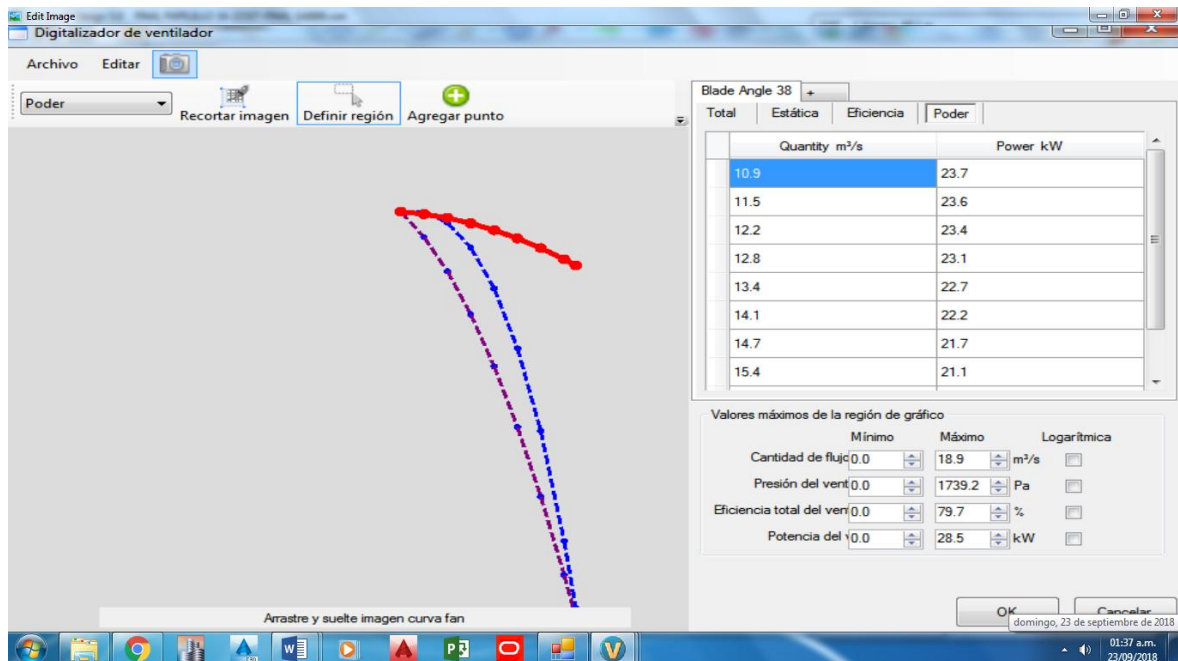 Edit Image
Digitalizador de ventilador
Archivo Editar
Poder
Recortar imagen Definir región Agregar punto
Blade Angle 38 +
Total Estática Eficiencia Poder
Quantity m³/s Power kW
10.9 23.7
11.5 23.6
12.2 23.4
12.8 23.1
13.4 22.7
14.1 22.2
14.7 21.7
15.4 21.1
Valores máximos de la región de gráfico
Mínimo Máximo Logarítmica
Cantidad de flujo 0.0 18.9 m³/s
Presión del vent 0.0 1739.2 Pa
Eficiencia total del ven 0.0 79.7 %
Potencia del v 0.0 28.5 kW
Arrastre y suelte imagen curva fan
OK Cancelar
domingo, 23 de septiembre de 2018
01:37 a.m.
23/09/2018